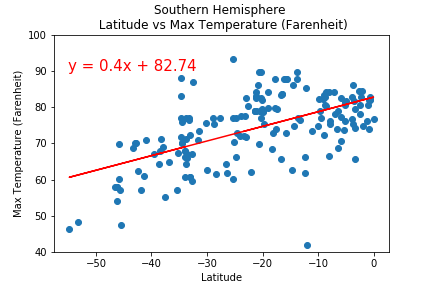 Southern Hemisphere
Latitude vs Max Temperature (Farenheit)
100
90
80
70
60
50
40
y = 0.4x + 82.74
Max Temperature (Farenheit)
−50
−40
−30
−20
−10
0
Latitude